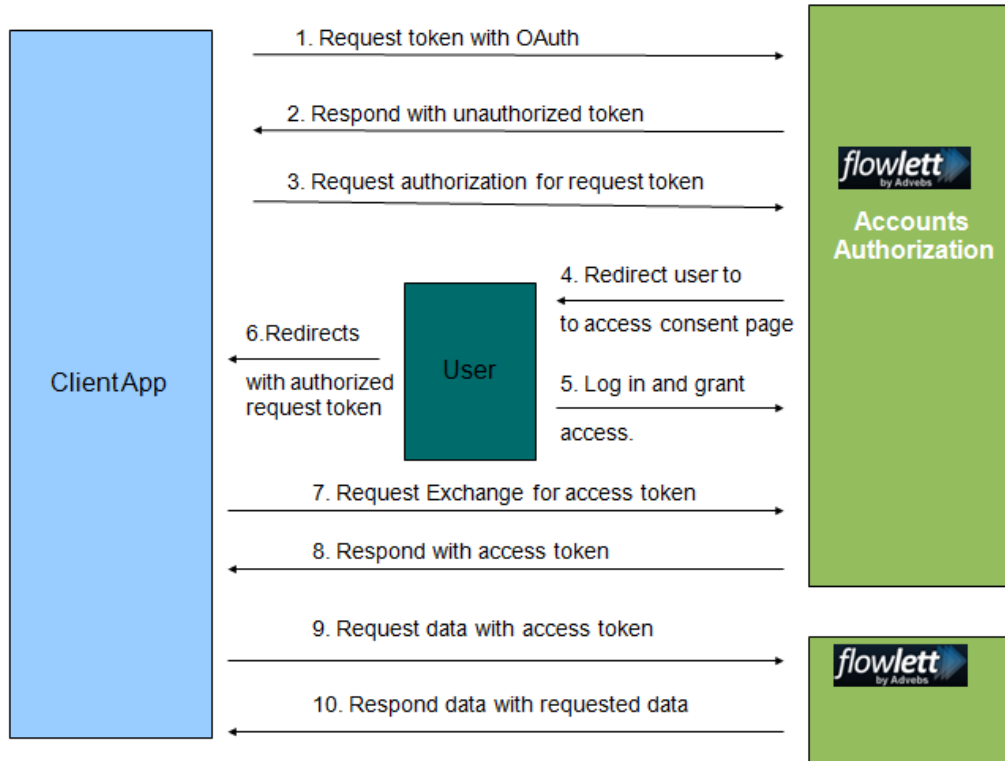 1. Request token with OAuth
2. Respond with unauthorized token
3. Request authorization for request token
flowlett
by Advebs
Accounts
Authorization
4. Redirect user to
to access consent page
6.Redirects
with authorized
request token
ClientApp
User
5. Log in and grant
access.
7. Request Exchange for access token
8. Respond with access token
9. Request data with access token
flowlett
by Advebs
10. Respond data with requested data